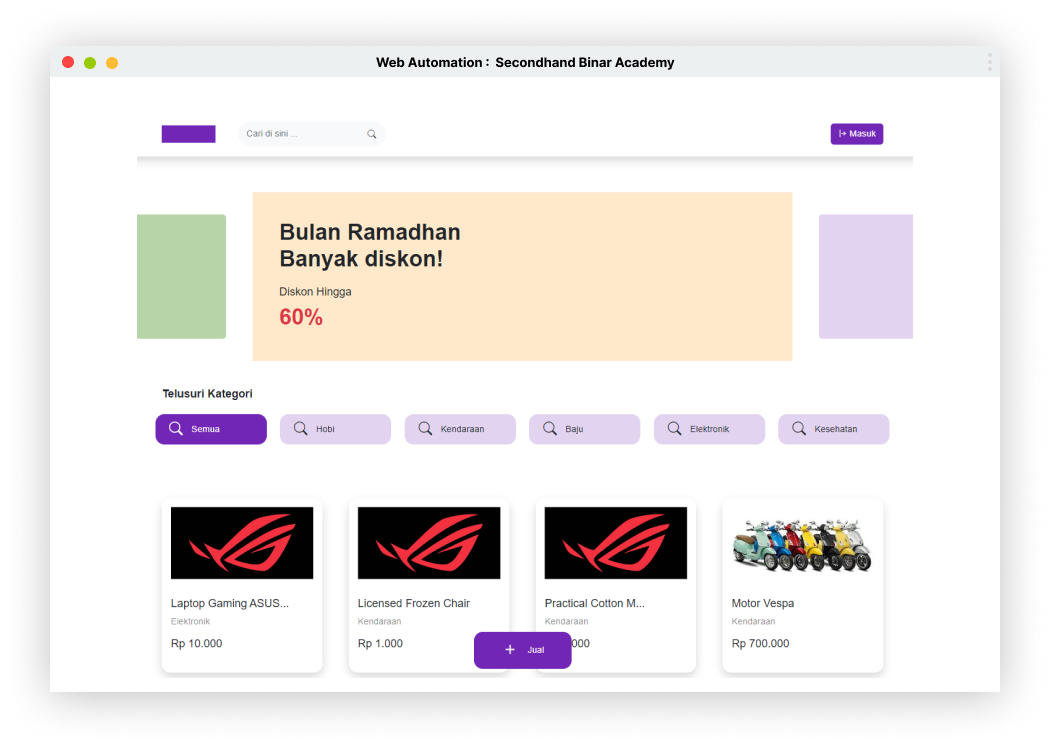 Web Automation : Secondhand Binar Academy
Cari di sini ...
Masuk
Bulan Ramadhan
Banyak diskon!
Diskon Hingga
60%
Telusuri Kategori
Semua
Hobi
Kendaraan
Baju
Elektronik
Kesehatan
Laptop Gaming ASUS...
Elektronik
Rp 10.000
Licensed Frozen Chair
Kendaraan
Rp 1.000
Practical Cotton M...
Kendaraan
000
Motor Vespa
Kendaraan
Rp 700.000
+ Jual